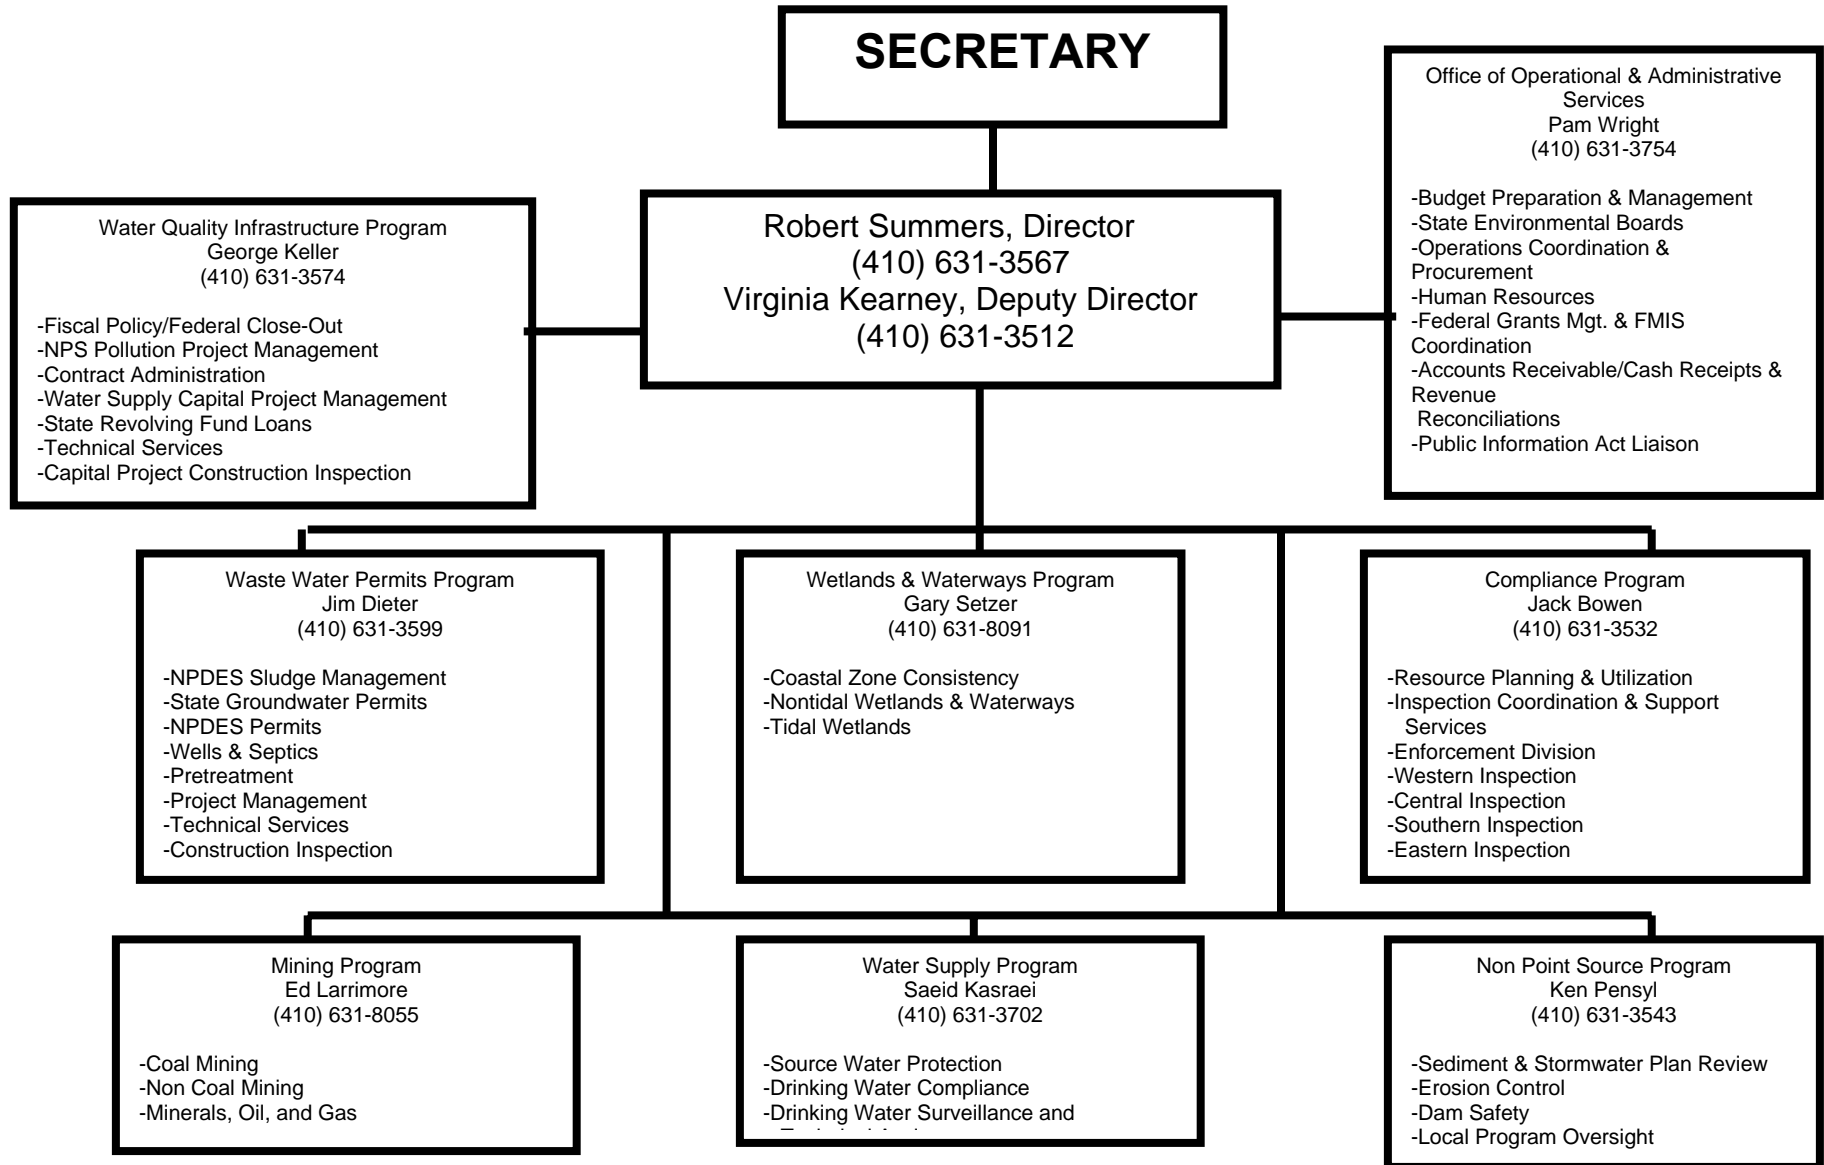 SECRETARY
Office of Operational & Administrative
Services
Pam Wright
(410) 631-3754
-Budget Preparation & Management
-State Environmental Boards
-Operations Coordination &
Procurement
-Human Resources
-Federal Grants Mgt. & FMIS
Coordination
-Accounts Receivable/Cash Receipts &
Revenue
Reconciliations
-Public Information Act Liaison
Water Quality Infrastructure Program
George Keller
(410) 631-3574
-Fiscal Policy/Federal Close-Out
-NPS Pollution Project Management
-Contract Administration
-Water Supply Capital Project Management
-State Revolving Fund Loans
-Technical Services
-Capital Project Construction Inspection
Robert Summers, Director
(410) 631-3567
Virginia Kearney, Deputy Director
(410) 631-3512
Waste Water Permits Program
Jim Dieter
(410) 631-3599
-NPDES Sludge Management
-State Groundwater Permits
-NPDES Permits
-Wells & Septics
-Pretreatment
-Project Management
-Technical Services
-Construction Inspection
Wetlands & Waterways Program
Gary Setzer
(410) 631-8091
-Coastal Zone Consistency
-Nontidal Wetlands & Waterways
-Tidal Wetlands
Compliance Program
Jack Bowen
(410) 631-3532
-Resource Planning & Utilization
-Inspection Coordination & Support
Services
-Enforcement Division
-Western Inspection
-Central Inspection
-Southern Inspection
-Eastern Inspection
Mining Program
Ed Larrimore
(410) 631-8055
-Coal Mining
-Non Coal Mining
-Minerals, Oil, and Gas
Water Supply Program
Saeid Kasraei
(410) 631-3702
-Source Water Protection
-Drinking Water Compliance
-Drinking Water Surveillance and
Non Point Source Program
Ken Pensyl
(410) 631-3543
-Sediment & Stormwater Plan Review
-Erosion Control
-Dam Safety
-Local Program Oversight